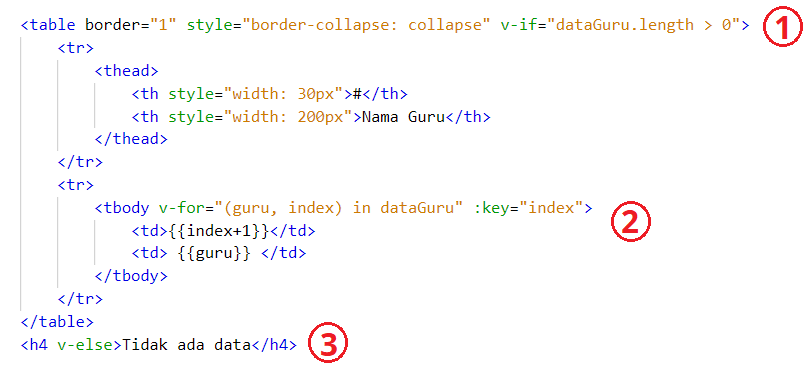 <table border="1" style="border-collapse: collapse" v-if="dataGuru.length > 0"> 1
<tr>
<thead>
<th style="width: 30px">#</th>
<th style="width: 200px">Nama Guru</th>
</thead>
</tr>
<tr>
<tbody v-for="(guru, index) in dataGuru" :key="index"> 2
<td>{{index+1}}</td>
<td> {{guru}} </td>
</tbody>
</tr>
</table>
<h4 v-else>Tidak ada data</h4> 3